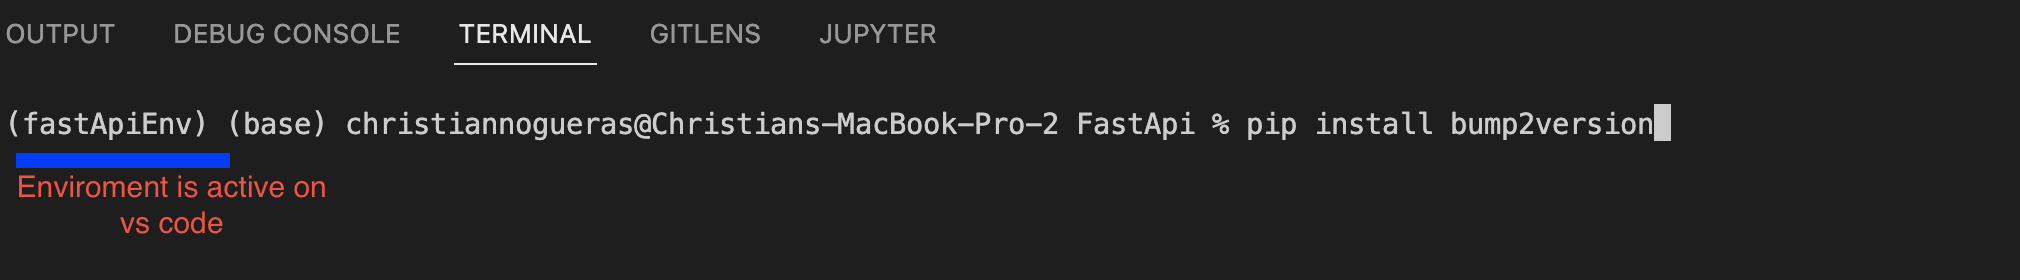 OUTPUT DEBUG CONSOLE TERMINAL GITLENS JUPYTER
(fastApiEnv) (base) christiannogueras@Christians-MacBook-Pro-2 FastApi % pip install bump2version
Enviroment is active on
vs code